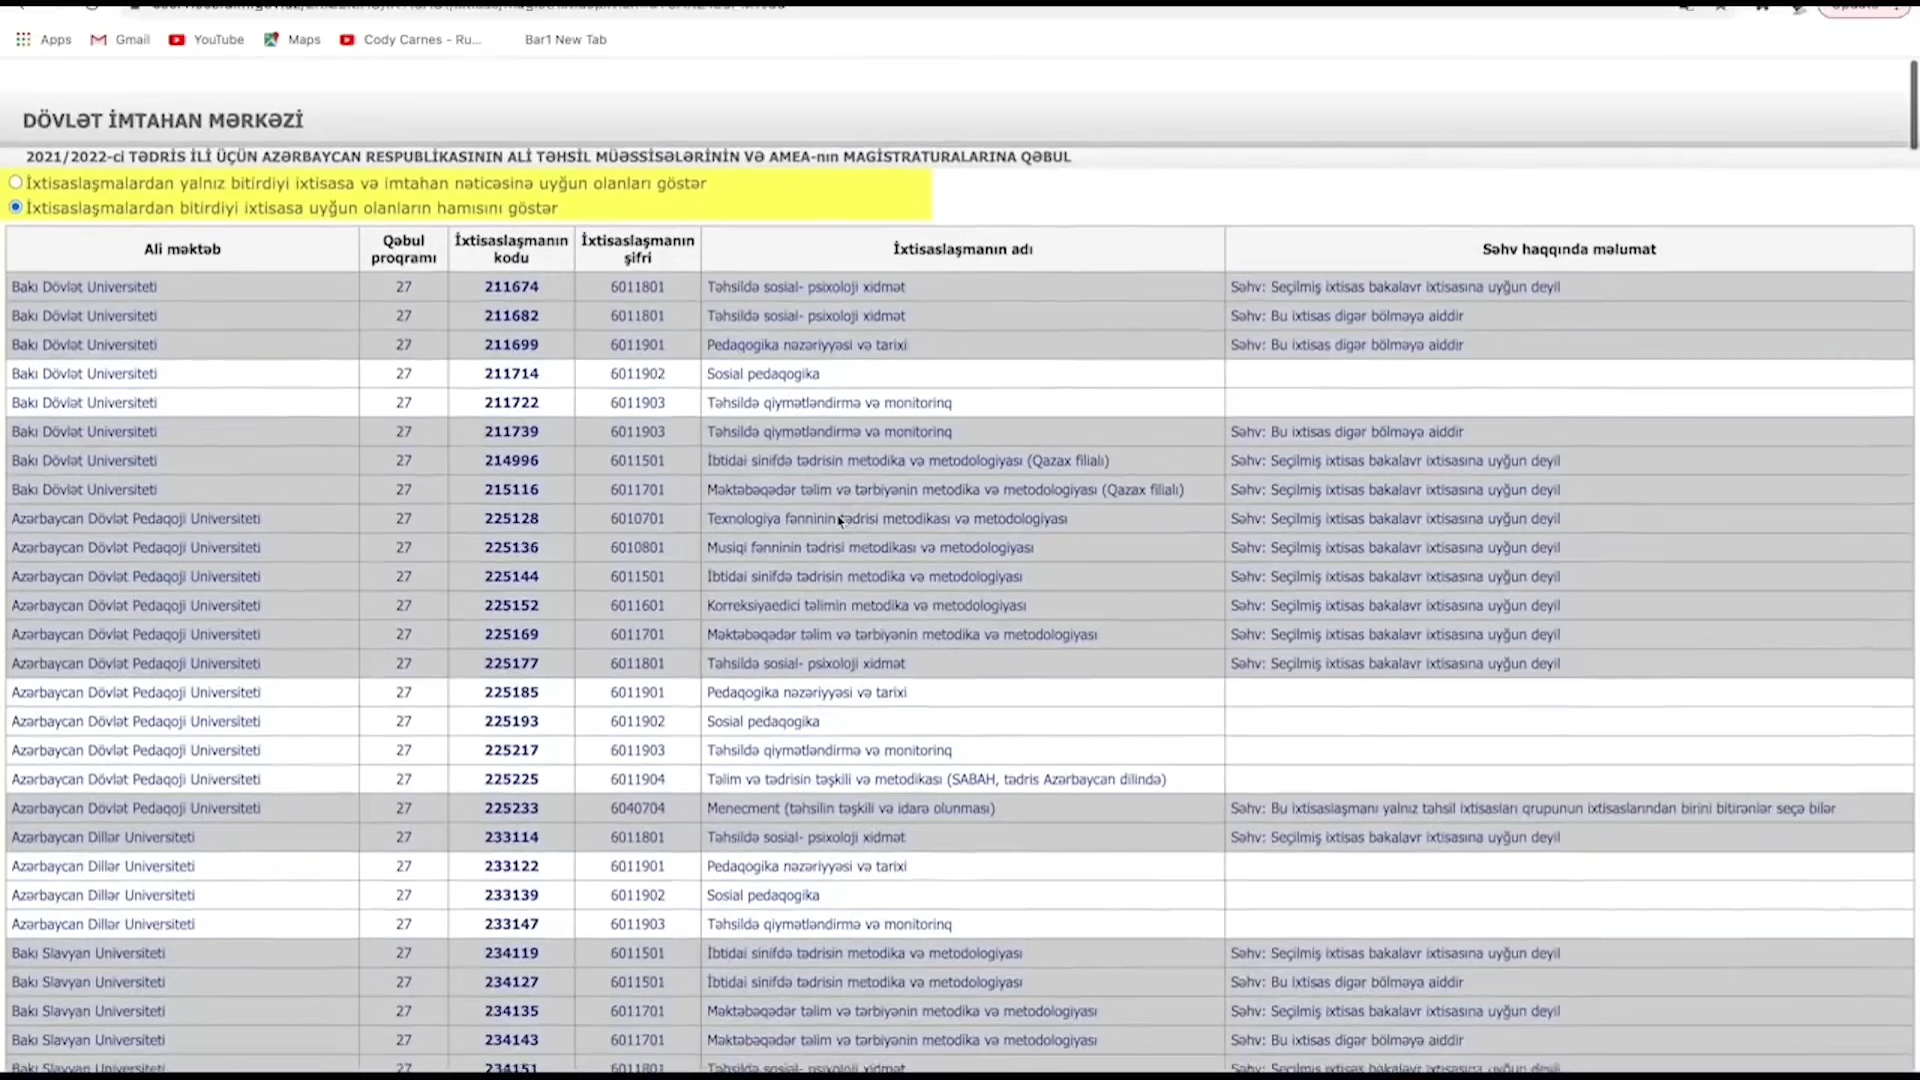 Apps Gmail YouTube Maps Cody Carnes - Ru... Bar1 New Tab
DÖVLƏT İMTAHAN MƏRKƏZİ
2021/2022-ci TƏDRİS İLİ ÜÇÜN AZƏRBAYCAN RESPUBLİKASININ ALİ TƏHSİL MÜƏSSİSƏLƏRİNİN VƏ AMEA-nın MAGİSTRATURALARINA QƏBUL
İxtisaslaşmalardan yalnız bitirdiyi ixtisasa və imtahan nəticəsinə uyğun olanları göstər
İxtisaslaşmalardan bitirdiyi ixtisasa uyğun olanların hamısını göstər
Ali məktəb Qəbul proqramı İxtisaslaşmanın kodu İxtisaslaşmanın şifri İxtisaslaşmanın adı Səhv haqqında məlumat
Bakı Dövlət Universiteti 27 211674 6011801 Təhsildə sosial- psixoloji xidmət Səhv: Seçilmiş ixtisas bakalavr ixtisasına uyğun deyil
Bakı Dövlət Universiteti 27 211682 6011801 Təhsildə sosial- psixoloji xidmət Səhv: Bu ixtisas digər bölməyə aiddir
Bakı Dövlət Universiteti 27 211699 6011901 Pedaqogika nəzəriyyəsi və tarixi Səhv: Bu ixtisas digər bölməyə aiddir
Bakı Dövlət Universiteti 27 211714 6011902 Sosial pedaqogika
Bakı Dövlət Universiteti 27 211722 6011903 Təhsildə qiymətləndirmə və monitorinq
Bakı Dövlət Universiteti 27 211739 6011903 Təhsildə qiymətləndirmə və monitorinq Səhv: Bu ixtisas digər bölməyə aiddir
Bakı Dövlət Universiteti 27 214996 6011501 İbtidai sinifdə tədrisin metodika və metodologiyası (Qazax filialı) Səhv: Seçilmiş ixtisas bakalavr ixtisasına uyğun deyil
Bakı Dövlət Universiteti 27 215116 6011701 Məktəbəqədər təlim və tərbiyənin metodika və metodologiyası (Qazax filialı) Səhv: Seçilmiş ixtisas bakalavr ixtisasına uyğun deyil
Azərbaycan Dövlət Pedaqoji Universiteti 27 225128 6010701 Texnologiya fənninin tədrisi metodikası və metodologiyası Səhv: Seçilmiş ixtisas bakalavr ixtisasına uyğun deyil
Azərbaycan Dövlət Pedaqoji Universiteti 27 225136 6010801 Musiqi fənninin tədrisi metodikası və metodologiyası Səhv: Seçilmiş ixtisas bakalavr ixtisasına uyğun deyil
Azərbaycan Dövlət Pedaqoji Universiteti 27 225144 6011501 İbtidai sinifdə tədrisin metodika və metodologiyası Səhv: Seçilmiş ixtisas bakalavr ixtisasına uyğun deyil
Azərbaycan Dövlət Pedaqoji Universiteti 27 225152 6011601 Korreksiyaedici təlimin metodika və metodologiyası Səhv: Seçilmiş ixtisas bakalavr ixtisasına uyğun deyil
Azərbaycan Dövlət Pedaqoji Universiteti 27 225169 6011701 Məktəbəqədər təlim və tərbiyənin metodika və metodologiyası Səhv: Seçilmiş ixtisas bakalavr ixtisasına uyğun deyil
Azərbaycan Dövlət Pedaqoji Universiteti 27 225177 6011801 Təhsildə sosial- psixoloji xidmət Səhv: Seçilmiş ixtisas bakalavr ixtisasına uyğun deyil
Azərbaycan Dövlət Pedaqoji Universiteti 27 225185 6011901 Pedaqogika nəzəriyyəsi və tarixi
Azərbaycan Dövlət Pedaqoji Universiteti 27 225193 6011902 Sosial pedaqogika
Azərbaycan Dövlət Pedaqoji Universiteti 27 225217 6011903 Təhsildə qiymətləndirmə və monitorinq
Azərbaycan Dövlət Pedaqoji Universiteti 27 225225 6011904 Təlim və tədrisin təşkili və metodikası (SABAH, tədris Azərbaycan dilində)
Azərbaycan Dövlət Pedaqoji Universiteti 27 225233 6040704 Menecment (təhsilin təşkili və idarə olunması) Səhv: Bu ixtisaslaşmanı yalnız təhsil ixtisasları qrupunun ixtisaslarından birini bitirənlər seçə bilər
Azərbaycan Dillər Universiteti 27 233114 6011801 Təhsildə sosial- psixoloji xidmət Səhv: Seçilmiş ixtisas bakalavr ixtisasına uyğun deyil
Azərbaycan Dillər Universiteti 27 233122 6011901 Pedaqogika nəzəriyyəsi və tarixi
Azərbaycan Dillər Universiteti 27 233139 6011902 Sosial pedaqogika
Azərbaycan Dillər Universiteti 27 233147 6011903 Təhsildə qiymətləndirmə və monitorinq
Bakı Slavyan Universiteti 27 234119 6011501 İbtidai sinifdə tədrisin metodika və metodologiyası Səhv: Seçilmiş ixtisas bakalavr ixtisasına uyğun deyil
Bakı Slavyan Universiteti 27 234127 6011501 İbtidai sinifdə tədrisin metodika və metodologiyası Səhv: Bu ixtisas digər bölməyə aiddir
Bakı Slavyan Universiteti 27 234135 6011701 Məktəbəqədər təlim və tərbiyənin metodika və metodologiyası Səhv: Seçilmiş ixtisas bakalavr ixtisasına uyğun deyil
Bakı Slavyan Universiteti 27 234143 6011701 Məktəbəqədər təlim və tərbiyənin metodika və metodologiyası Səhv: Bu ixtisas digər bölməyə aiddir
Bakı Slavyan Universiteti 27 234151 6011801 Təhsildə sosial- psixoloji xidmət Səhv: Seçilmiş ixtisas bakalavr ixtisasına uyğun deyil